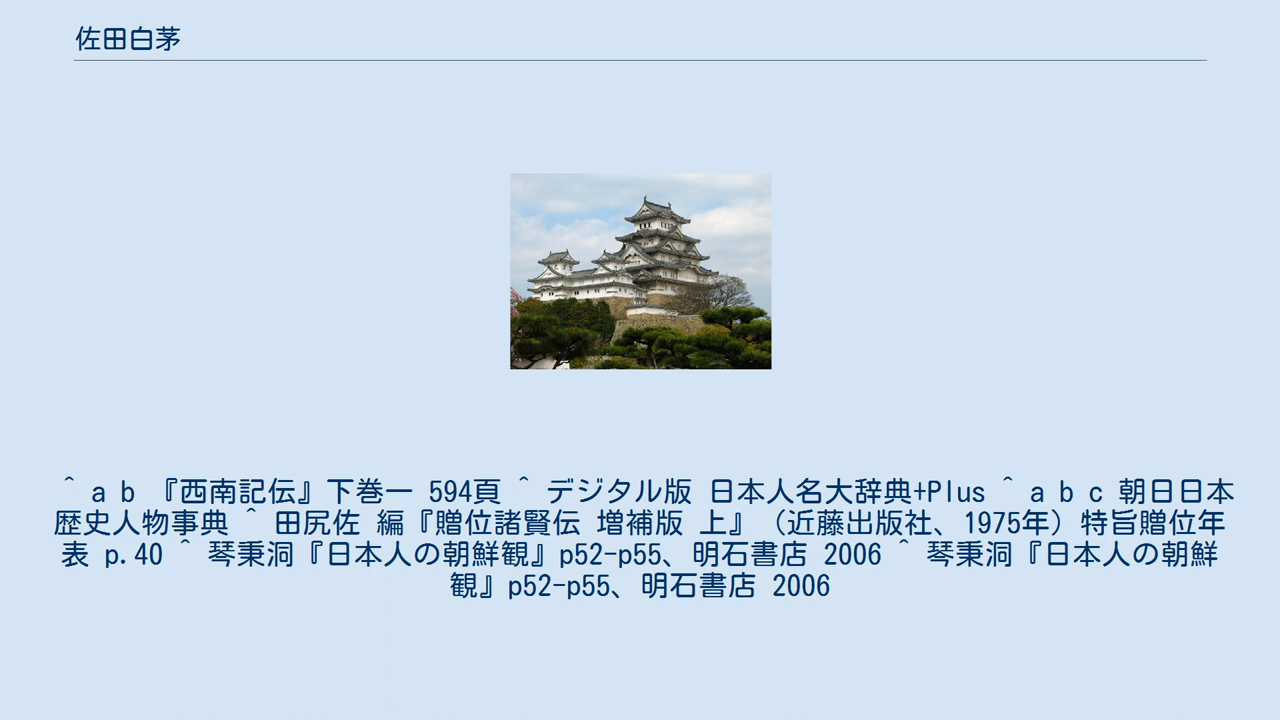 佐田白茅
^ a b 『西南記伝』下巻一 594頁 ^ デジタル版 日本人名大辞典+Plus ^ a b c 朝日日本
歴史人物事典 ^ 田尻佐 編『贈位諸賢伝 増補版 上』（近藤出版社、1975年）特旨贈位年
表 p.40 ^ 琴秉洞『日本人の朝鮮観』p52-p55、明石書店 2006 ^ 琴秉洞『日本人の朝鮮
観』p52-p55、明石書店 2006